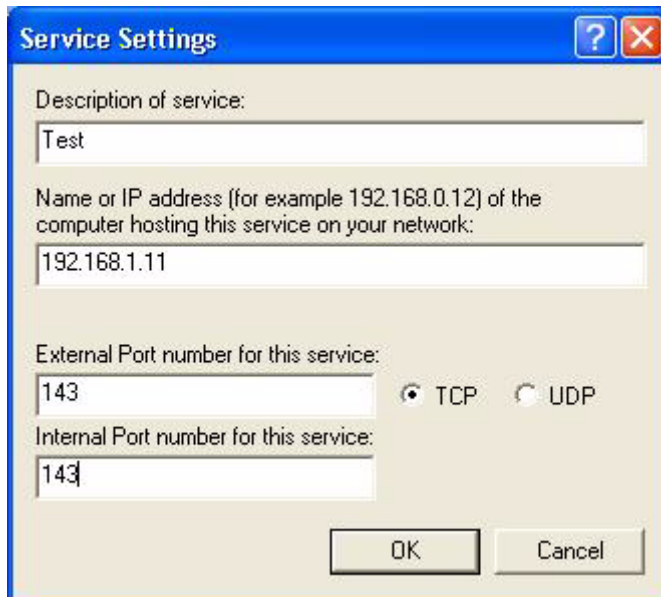 Service Settings
Description of service:
Test
Name or IP address (for example 192.168.0.12) of the
computer hosting this service on your network:
192.168.1.11
External Port number for this service:
143 TCP UDP
Internal Port number for this service:
143
OK Cancel